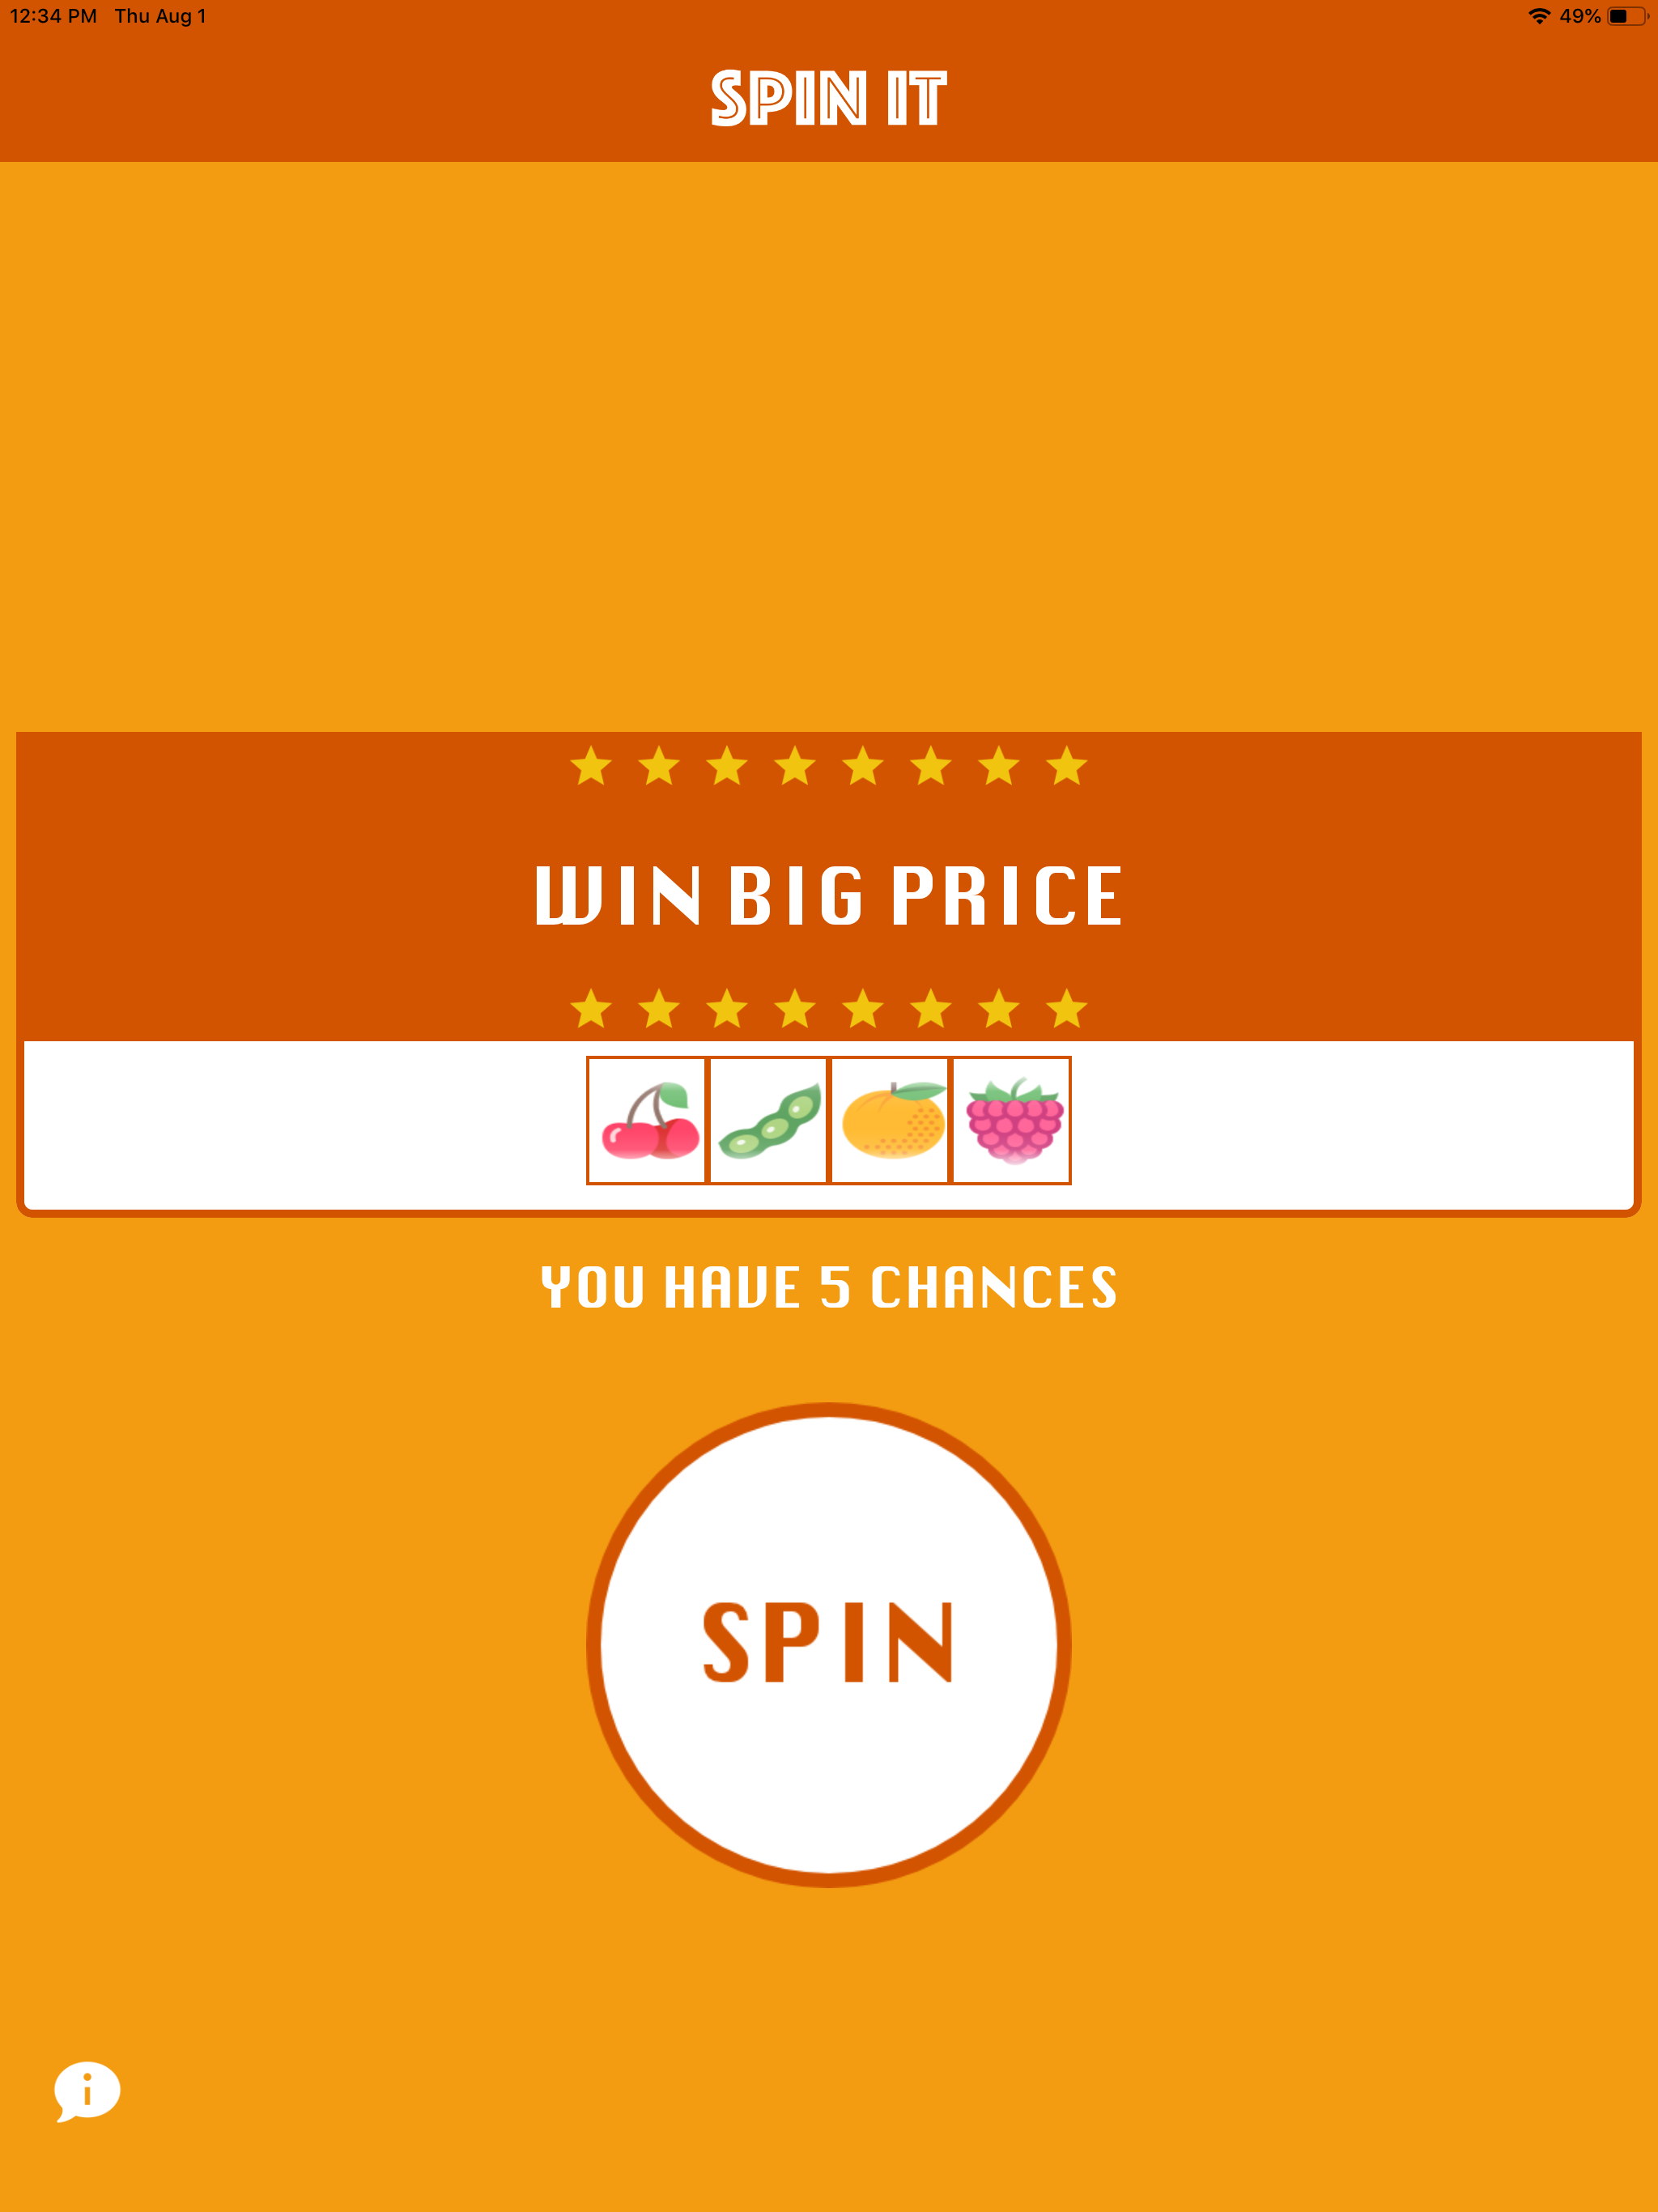 12:34 PM Thu Aug 1 49%
SPIN IT
WIN BIG PRICE
YOU HAVE 5 CHANCES
SPIN
i